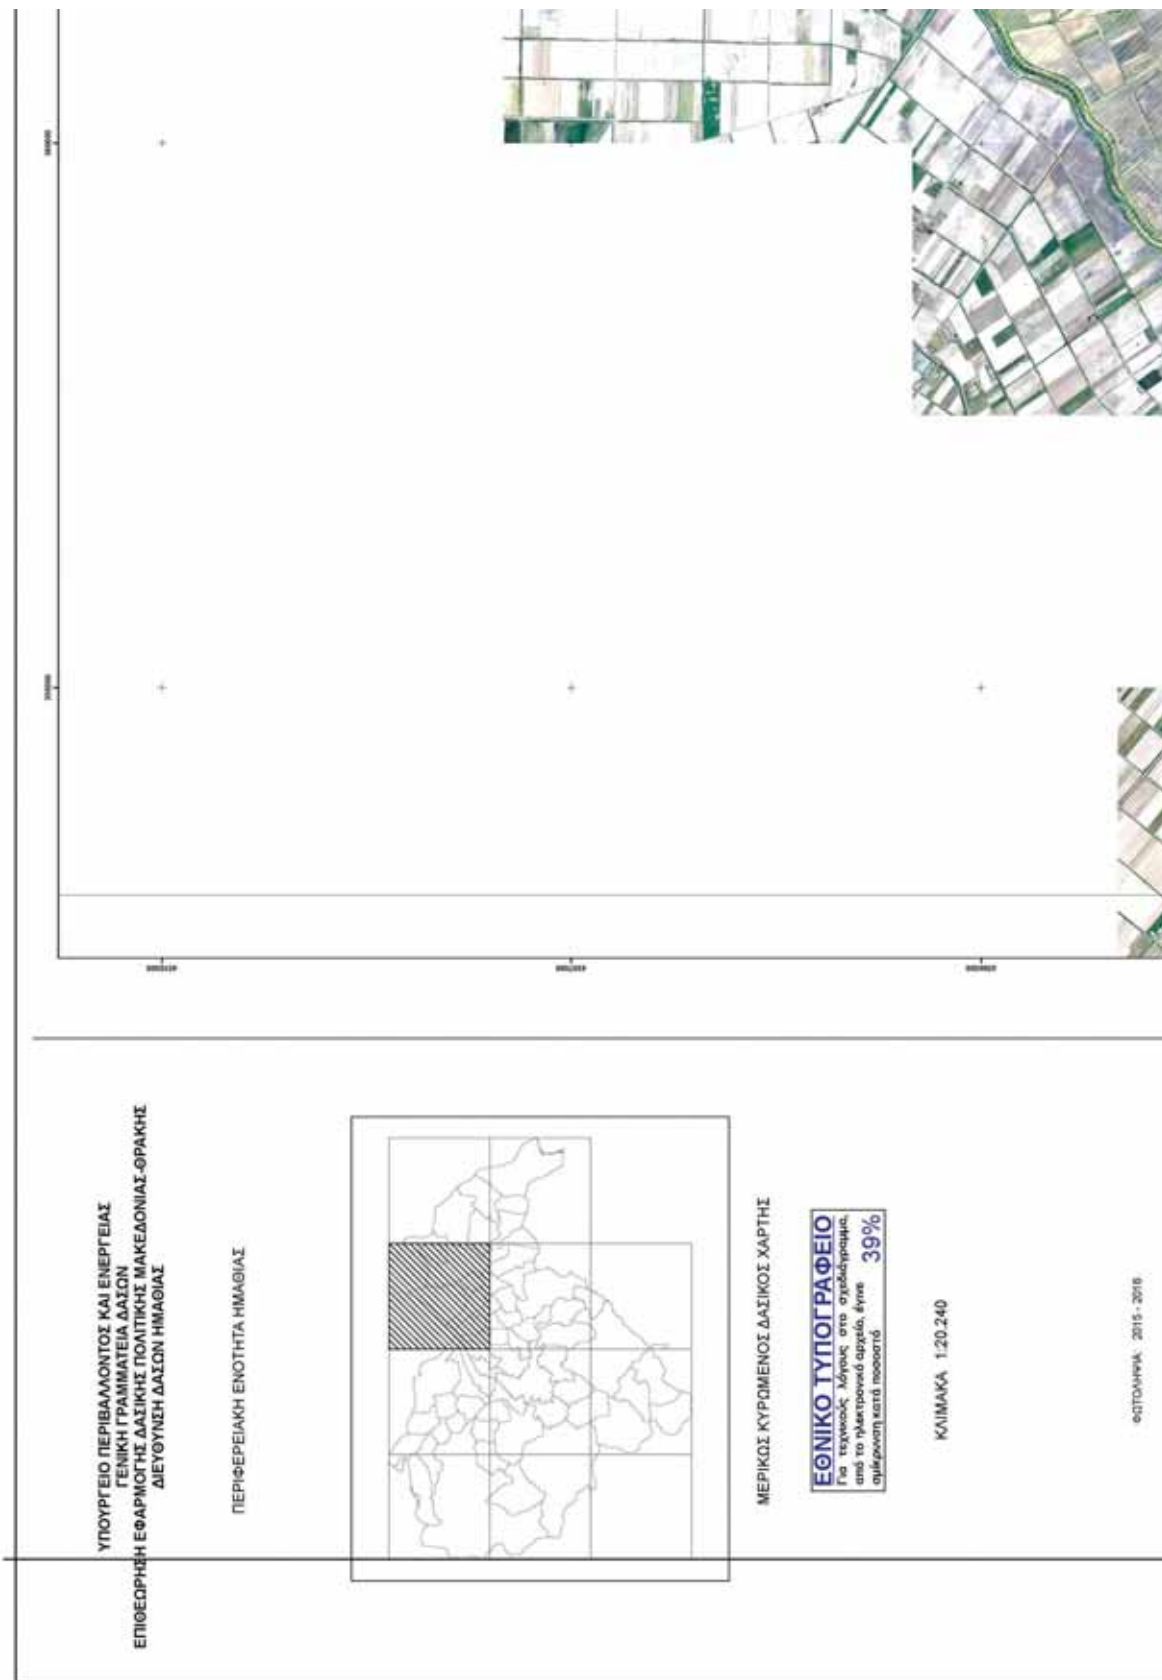 ΥΠΟΥΡΓΕΙΟ ΠΕΡΙΒΑΛΛΟΝΤΟΣ ΚΑΙ ΕΝΕΡΓΕΙΑΣ
ΓΕΝΙΚΗ ΓΡΑΜΜΑΤΕΙΑ ΔΑΣΩΝ
ΕΠΙΘΕΩΡΗΣΗ ΕΦΑΡΜΟΓΗΣ ΔΑΣΙΚΗΣ ΠΟΛΙΤΙΚΗΣ ΜΑΚΕΔΟΝΙΑΣ-ΘΡΑΚΗΣ
ΔΙΕΥΘΥΝΣΗ ΔΑΣΩΝ ΗΜΑΘΙΑΣ
ΠΕΡΙΦΕΡΕΙΑΚΗ ΕΝΟΤΗΤΑ ΗΜΑΘΙΑΣ
ΜΕΡΙΚΩΣ ΚΥΡΩΜΕΝΟΣ ΔΑΣΙΚΟΣ ΧΑΡΤΗΣ
ΕΘΝΙΚΟ ΤΥΠΟΓΡΑΦΕΙΟ
Για τεχνικούς λόγους στο σχεδιάγραμμα,
από το ηλεκτρονικό αρχείο, έγινε
σμίκρυνση κατά ποσοστό 39%
ΚΛΙΜΑΚΑ 1:20.240
ΦΩΤΟΛΗΨΙΑ: 2015 - 2016